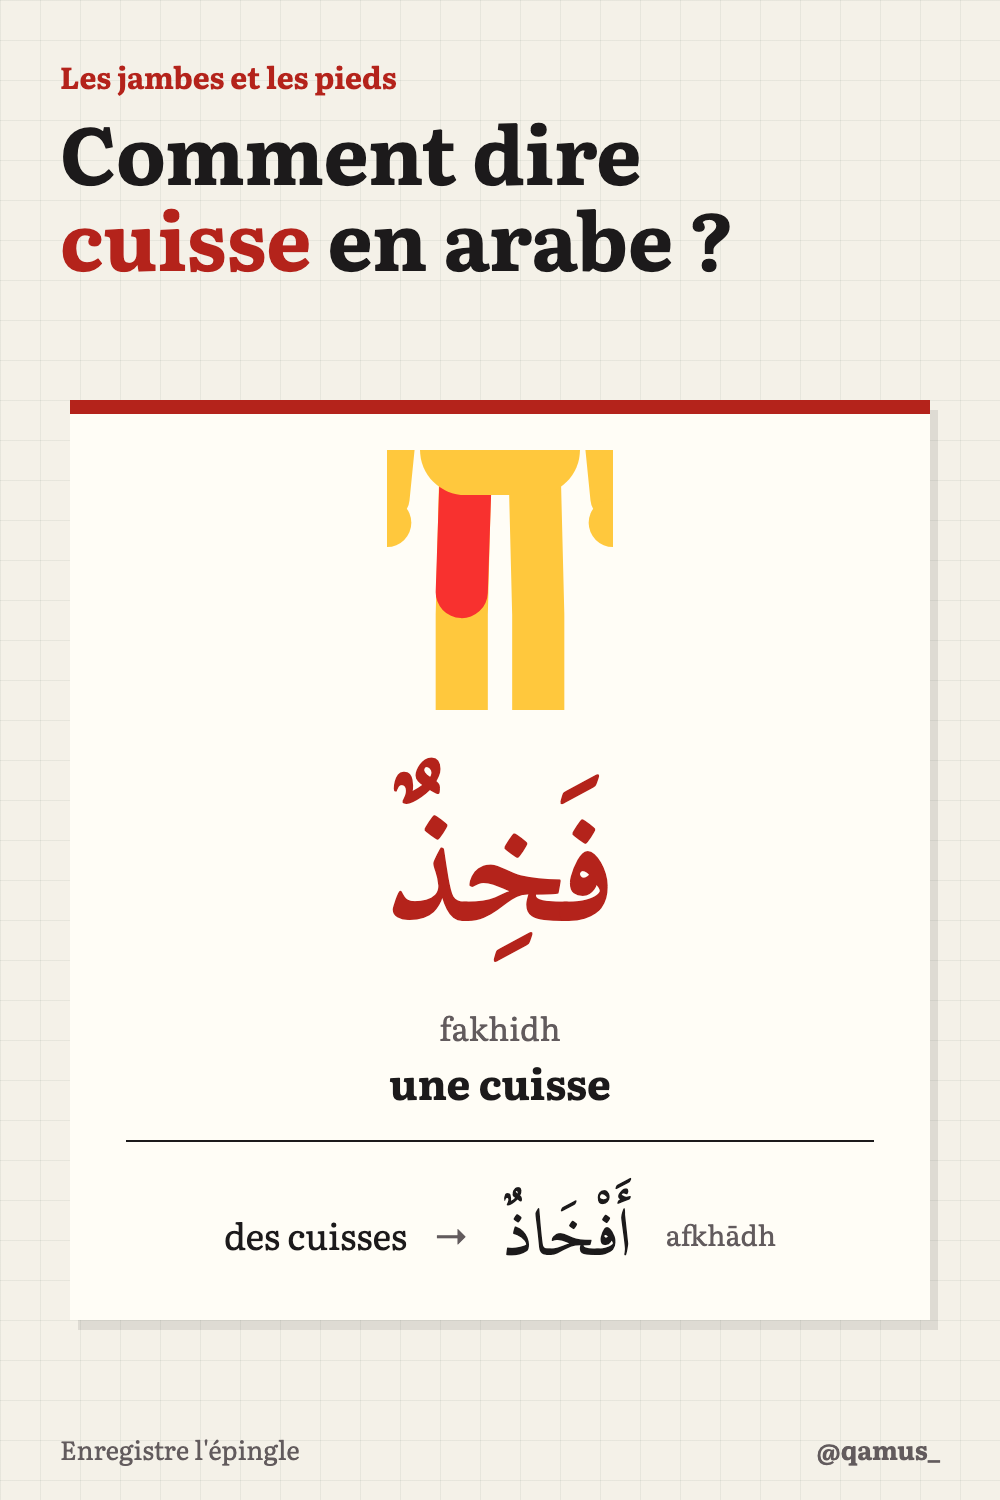 Les jambes et les pieds
Comment dire
cuisse en arabe ?
فَخِذٌ
fakhidh
une cuisse
des cuisses → أَفْخَاذٌ afkhādh
Enregistre l'épingle
@qamus_